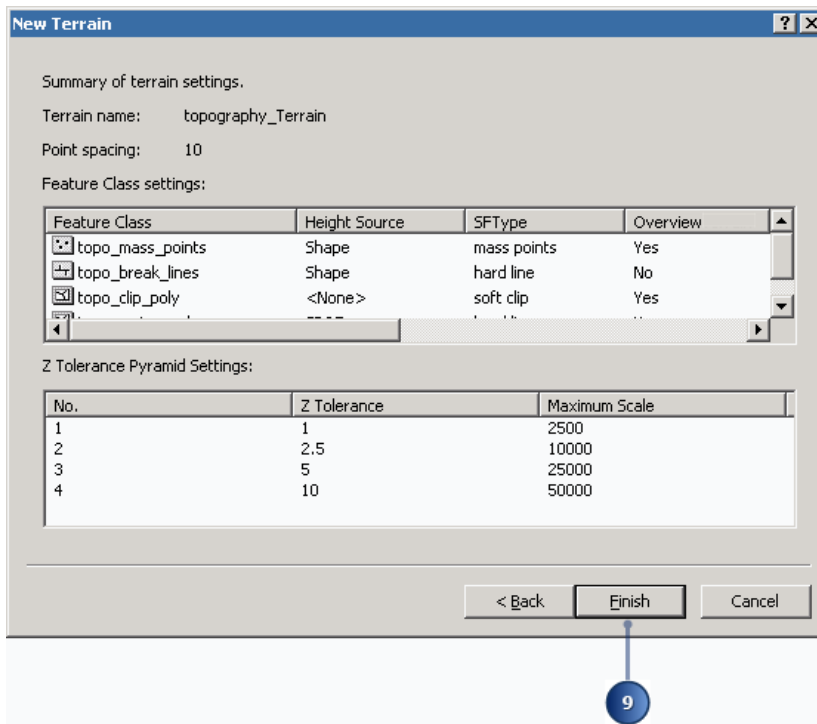 New Terrain
Summary of terrain settings.
Terrain name: topography_Terrain
Point spacing: 10
Feature Class settings:
Feature Class Height Source SFType Overview
topo_mass_points Shape mass points Yes
topo_break_lines Shape hard line No
topo_clip_poly <None> soft clip Yes
Z Tolerance Pyramid Settings:
No. Z Tolerance Maximum Scale
1 1 2500
2 2.5 10000
3 5 25000
4 10 50000
< Back Finish Cancel
9